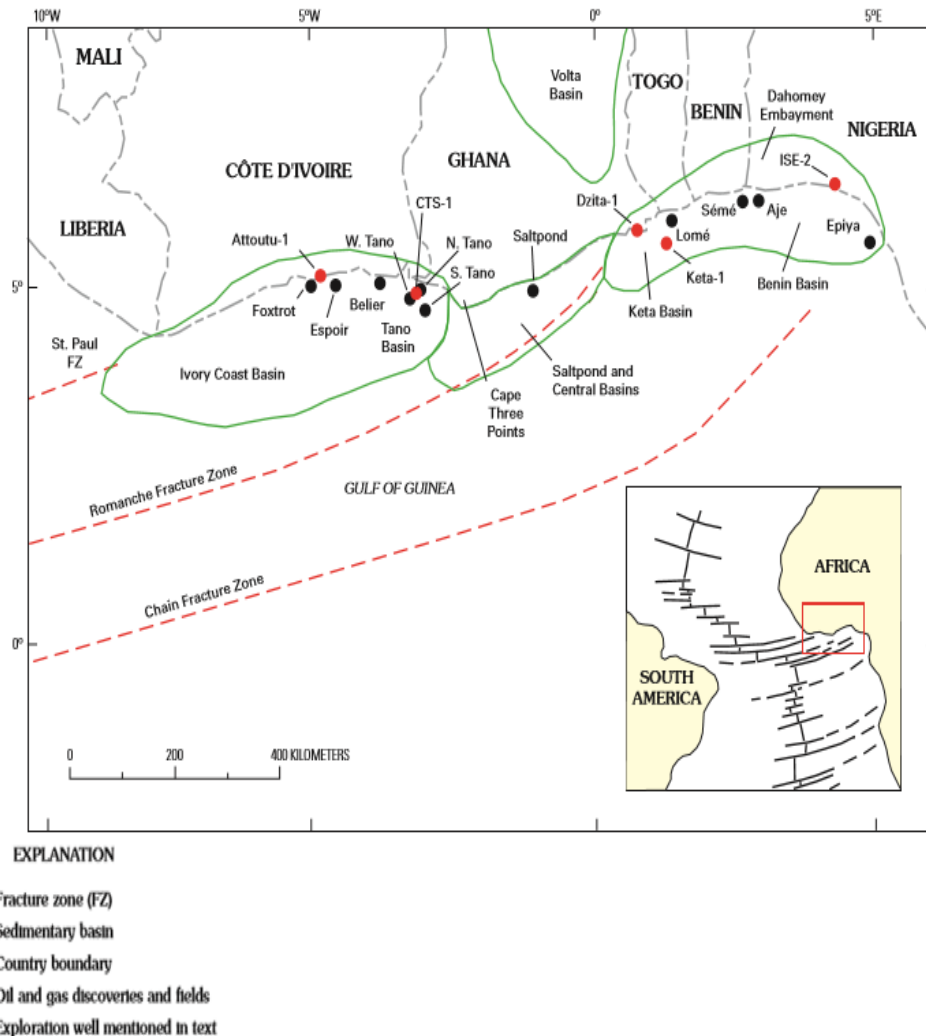 10°W
5°W
0°
5°E
MALI
Volta
Basin
TOGO
BENIN
Dahomey
Embayment
NIGERIA
CÔTE D'IVOIRE
GHANA
ISE-2
CTS-1
Dzita-1
LIBERIA
Attoutu-1
W. Tano
N. Tano
Saltpond
Sémé
Aje
Epiya
Lomé
S. Tano
5°
Foxtrot
Belier
Keta-1
Benin Basin
Espoir
Tano
Basin
Keta Basin
St. Paul
FZ
Ivory Coast Basin
Saltpond and
Central Basins
Cape
Three
Points
Romanche Fracture Zone
GULF OF GUINEA
Chain Fracture Zone
0°
AFRICA
SOUTH
AMERICA
0
200
400 KILOMETERS
EXPLANATION
Fracture zone (FZ)
Sedimentary basin
Country boundary
Oil and gas discoveries and fields
Exploration well mentioned in text